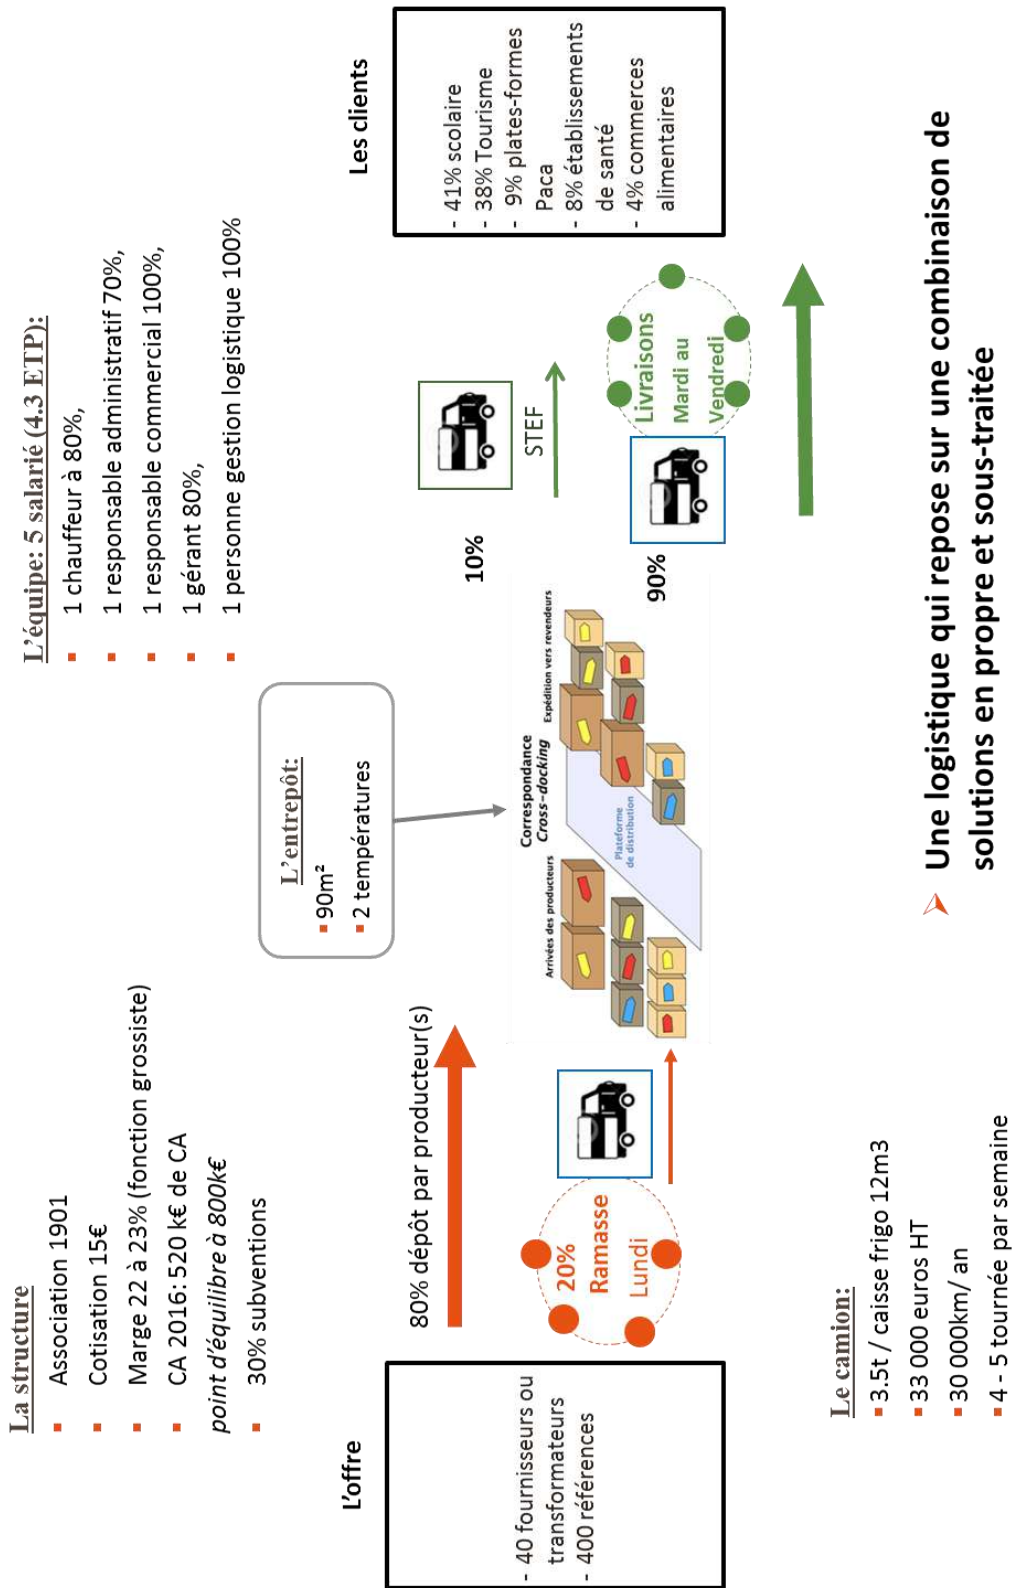 La structure
▪ Association 1901
▪ Cotisation 15€
▪ Marge 22 à 23% (fonction grossiste)
▪ CA 2016: 520 k€ de CA
point d'équilibre à 800k€
▪ 30% subventions
L'équipe: 5 salarié (4.3 ETP):
▪ 1 chauffeur à 80%,
▪ 1 responsable administratif 70%,
▪ 1 responsable commercial 100%,
▪ 1 gérant 80%,
▪ 1 personne gestion logistique 100%
L'entrepôt:
▪ 90m²
▪ 2 températures
L'offre
- 40 fournisseurs ou
transformateurs
- 400 références
80% dépôt par producteur(s)
20%
Ramasse
Lundi
Correspondance
Cross-docking
Arrivées des producteurs
Expédition vers revendeurs
Plateforme
de distribution
10%
STEF
90%
Livraisons
Mardi au
Vendredi
Les clients
- 41% scolaire
- 38% Tourisme
- 9% plates-formes
Paca
- 8% établissements
de santé
- 4% commerces
alimentaires
Le camion:
▪ 3.5t / caisse frigo 12m3
▪ 33 000 euros HT
▪ 30 000km/ an
▪ 4 - 5 tournée par semaine
➢ Une logistique qui repose sur une combinaison de
solutions en propre et sous-traitée